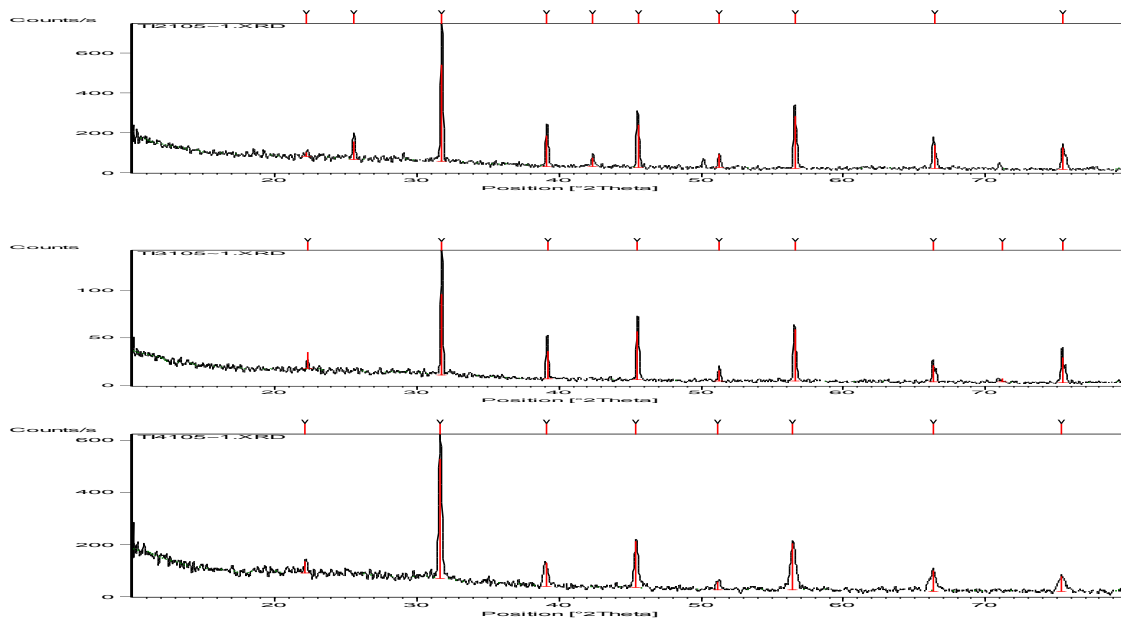 Counts/s
TI2105-1.XRD
600
400
200
0
20 30 40 50 60 70
Position [°2Theta]
Counts
TI3105-1.XRD
100
50
0
20 30 40 50 60 70
Position [°2Theta]
Counts/s
TI4105-1.XRD
600
400
200
0
20 30 40 50 60 70
Position [°2Theta]